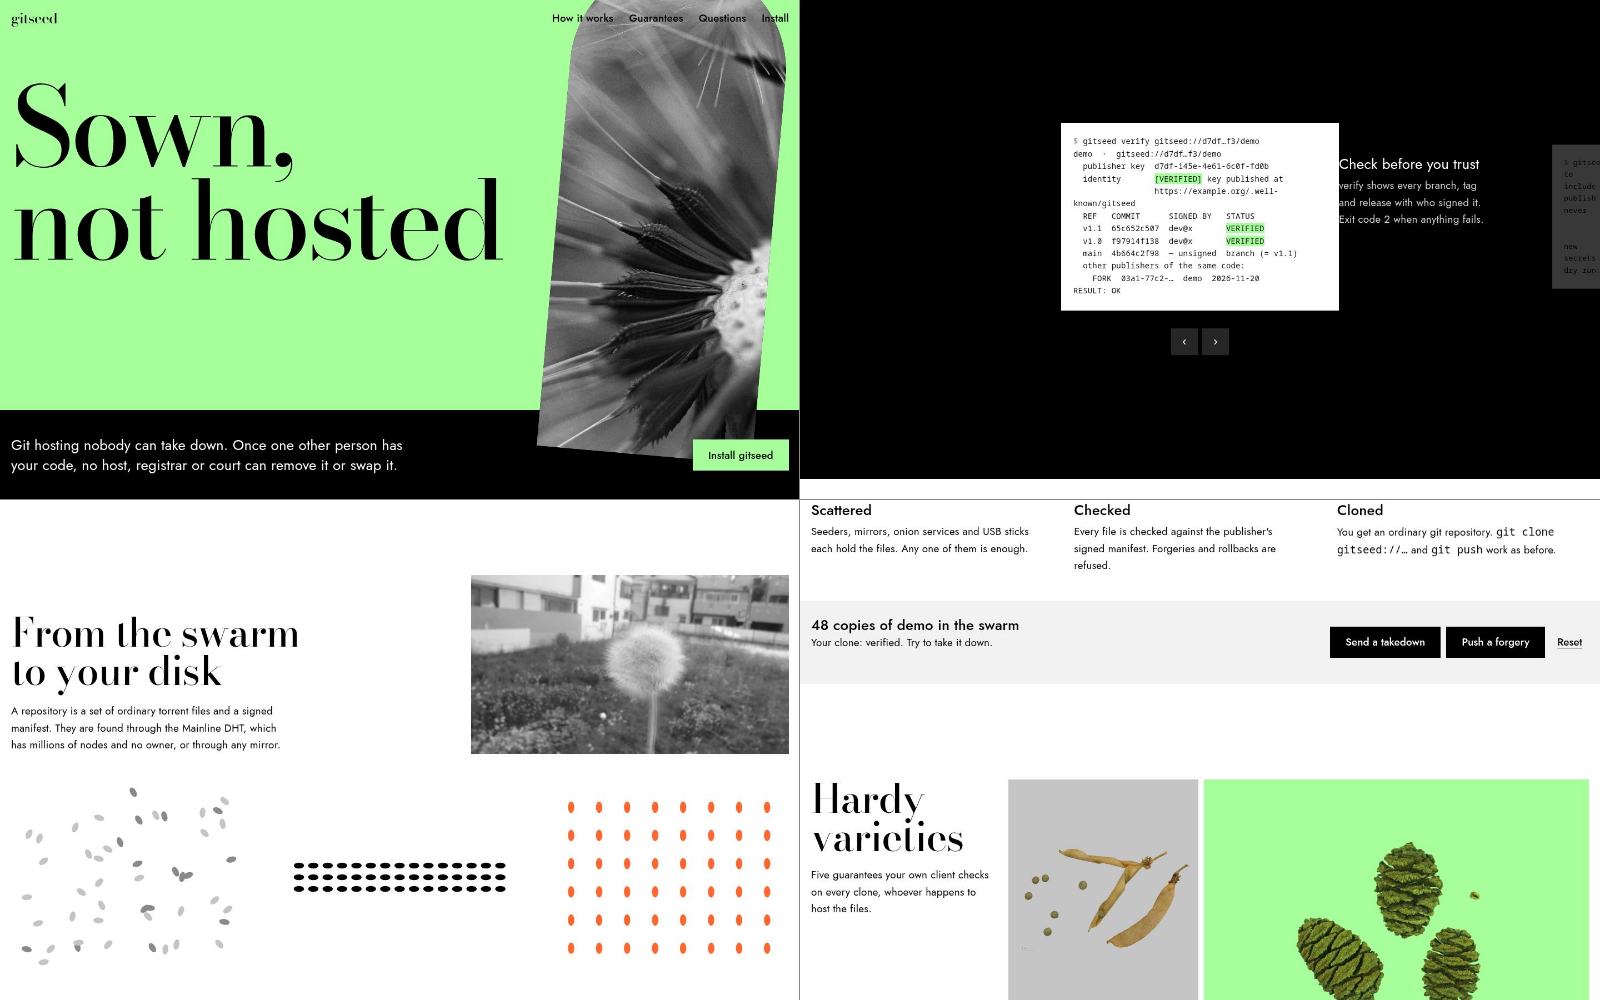 gitseed
How it works Guarantees Questions Install
Sown,
not hosted
Git hosting nobody can take down. Once one other person has
your code, no host, registrar or court can remove it or swap it.
Install gitseed
$ gitseed verify gitseed://d7df…f3/demo
demo · gitseed://d7df…f3/demo
publisher key d7df-145e-4e61-6c0f-fd0b
identity [VERIFIED] key published at
https://example.org/.well-
known/gitseed
REF COMMIT SIGNED BY STATUS
v1.1 65c652c507 dev@x VERIFIED
v1.0 f97914f138 dev@x VERIFIED
main 4b664c2f98 — unsigned branch (= v1.1)
other publishers of the same code:
FORK 03a1-77c2-… demo 2026-11-20
RESULT: OK
‹ ›
Check before you trust
verify shows every branch, tag
and release with who signed it.
Exit code 2 when anything fails.
$ gitsee
to
include
publish
never
new
secrets
dry run:
From the swarm
to your disk
A repository is a set of ordinary torrent files and a signed
manifest. They are found through the Mainline DHT, which
has millions of nodes and no owner, or through any mirror.
Scattered
Seeders, mirrors, onion services and USB sticks
each hold the files. Any one of them is enough.
Checked
Every file is checked against the publisher's
signed manifest. Forgeries and rollbacks are
refused.
Cloned
You get an ordinary git repository. git clone
gitseed://… and git push work as before.
48 copies of demo in the swarm
Your clone: verified. Try to take it down.
Send a takedown Push a forgery Reset
Hardy
varieties
Five guarantees your own client checks
on every clone, whoever happens to
host the files.